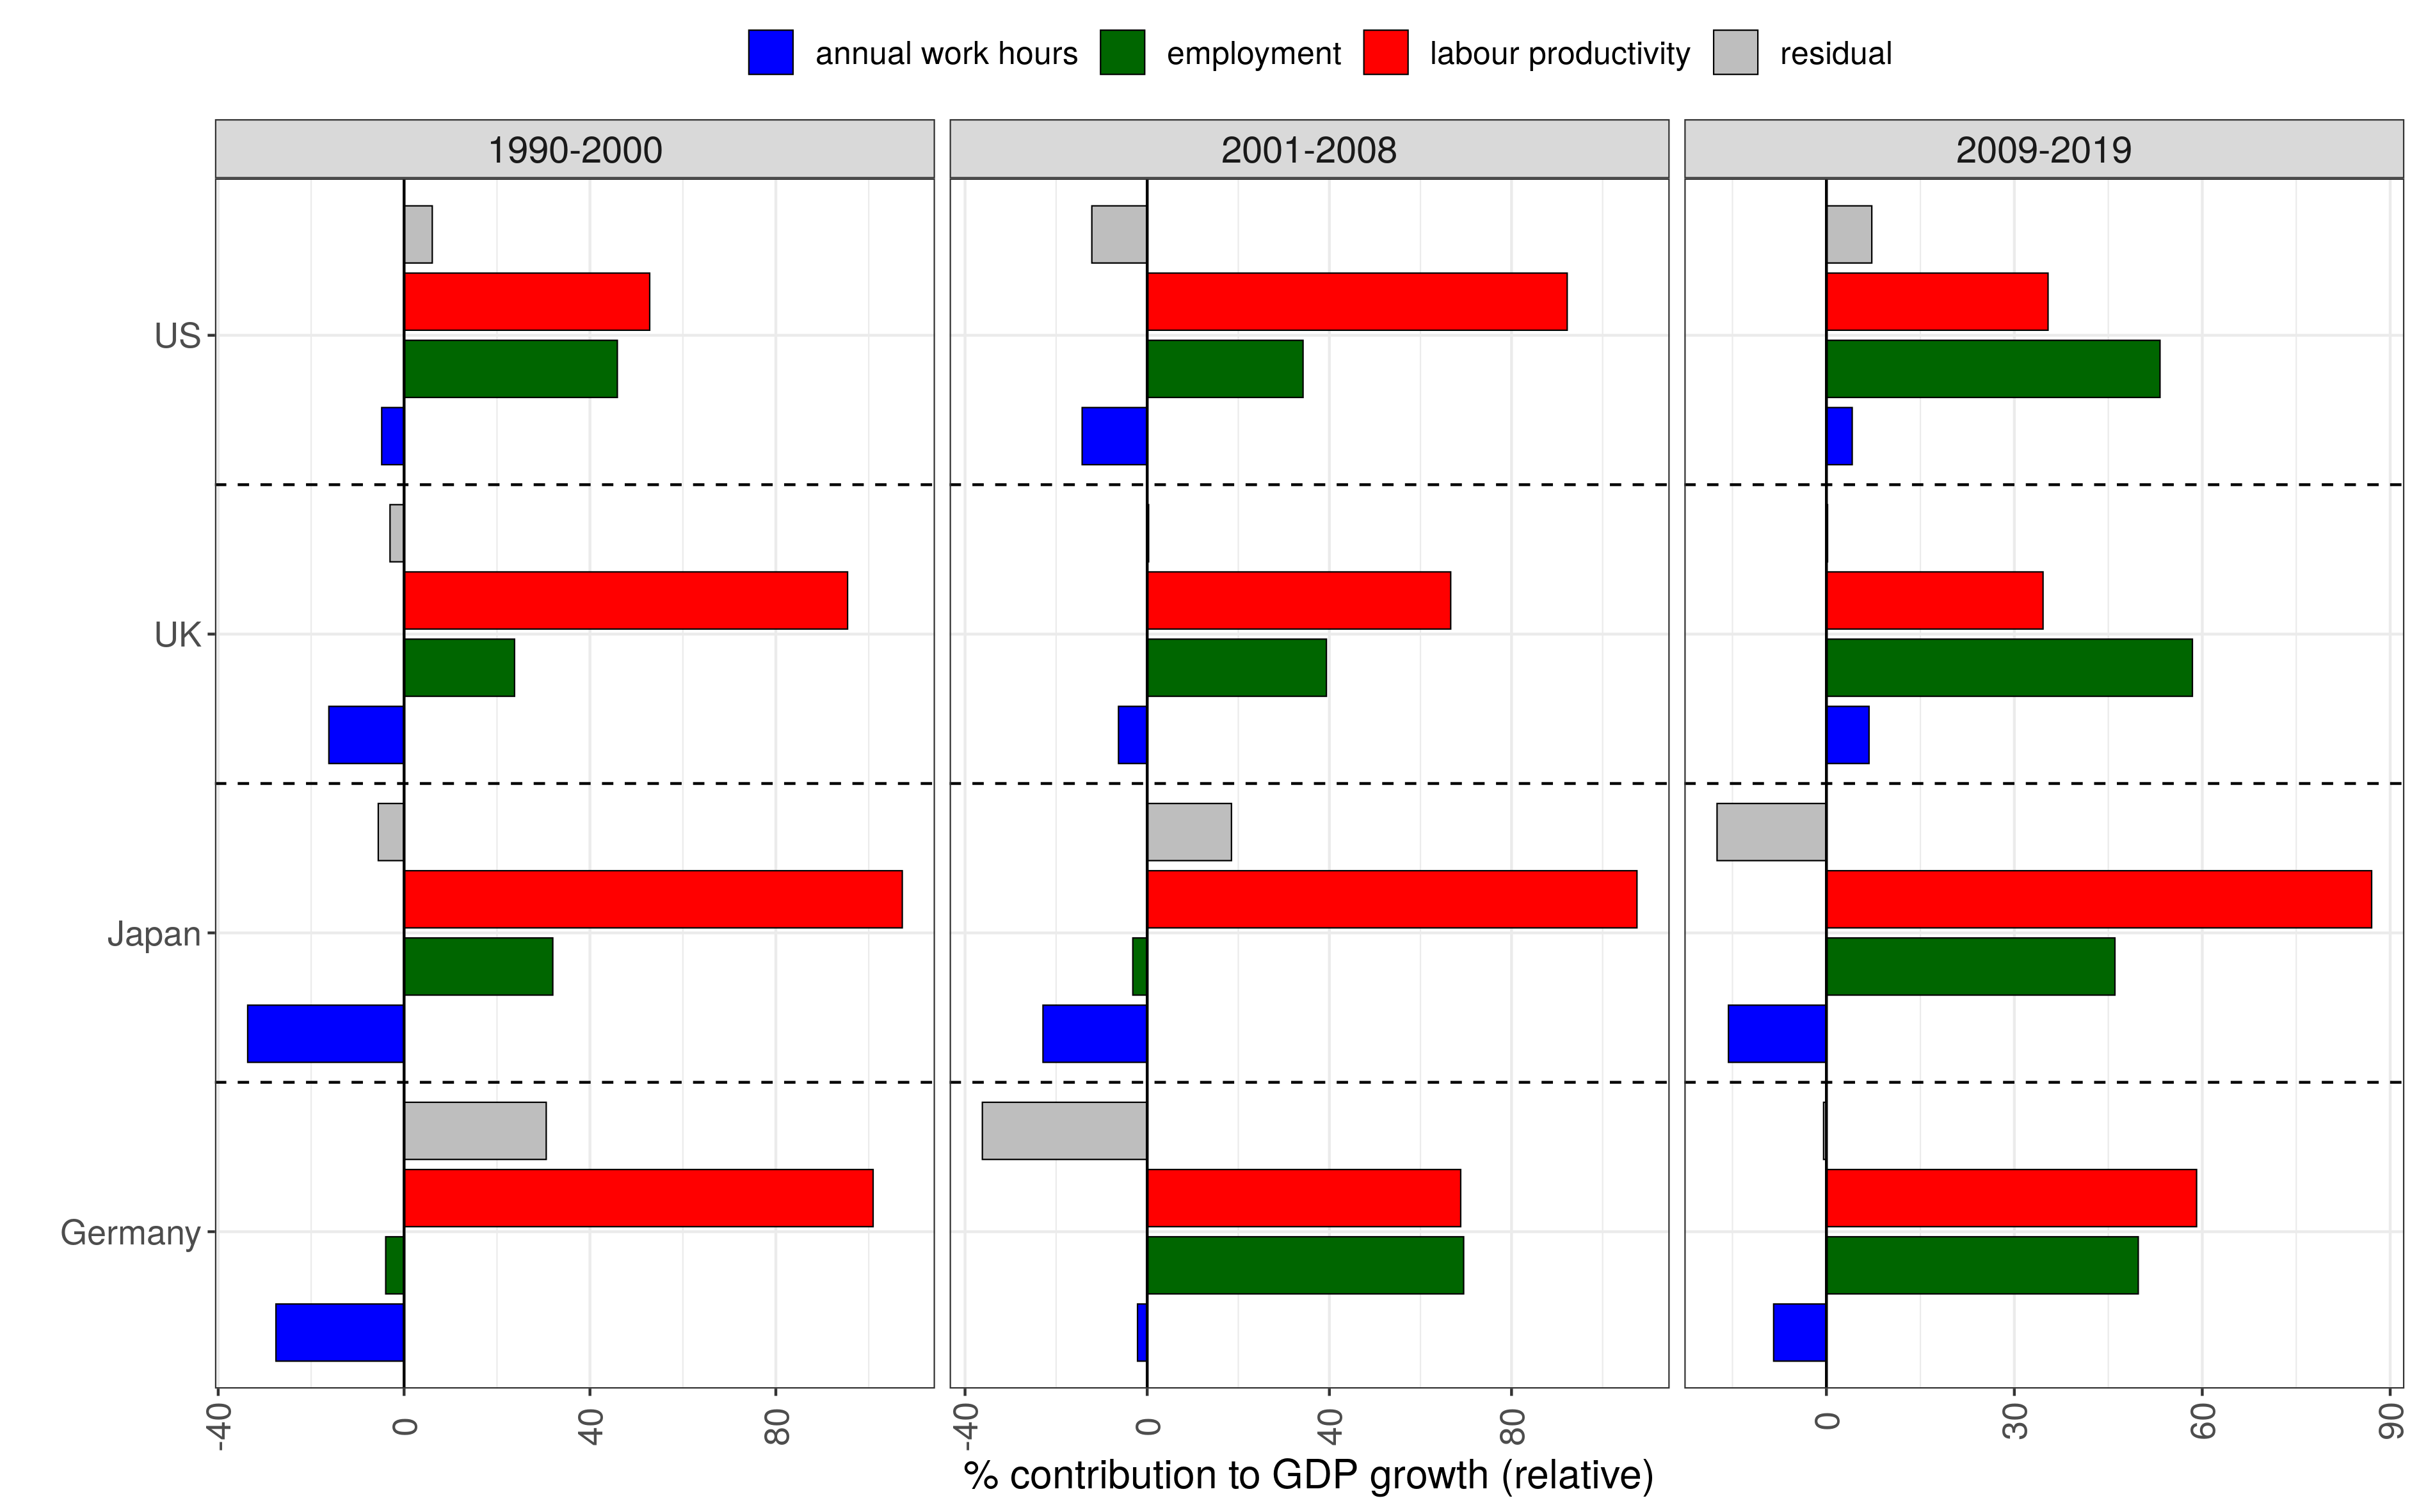 annual work hours employment labour productivity residual
1990-2000 2001-2008 2009-2019
US
UK
Japan
Germany
-40 0 40 80 -40 0 40 80 0 30 60 90
% contribution to GDP growth (relative)